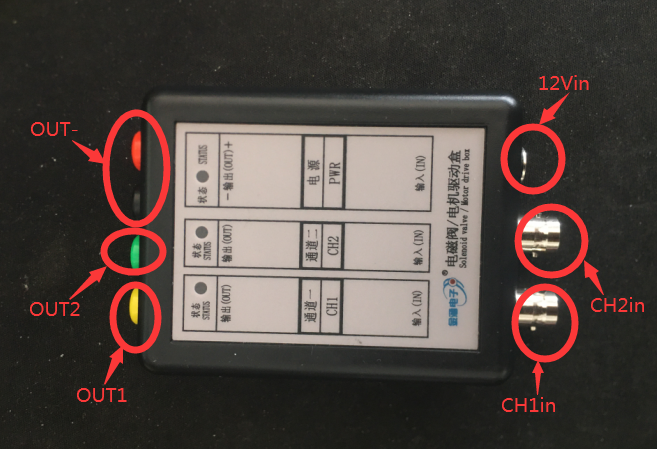 12Vin
OUT-
OUT2
OUT1
CH2in
CH1in
状态
STATUS
－输出(OUT)＋
电源
PWR
输入(IN)
状态
STATUS
输出(OUT)
通道二
CH2
输入(IN)
状态
STATUS
输出(OUT)
通道一
CH1
输入(IN)
电磁阀/电机驱动盒
Solenoid valve / Motor drive box